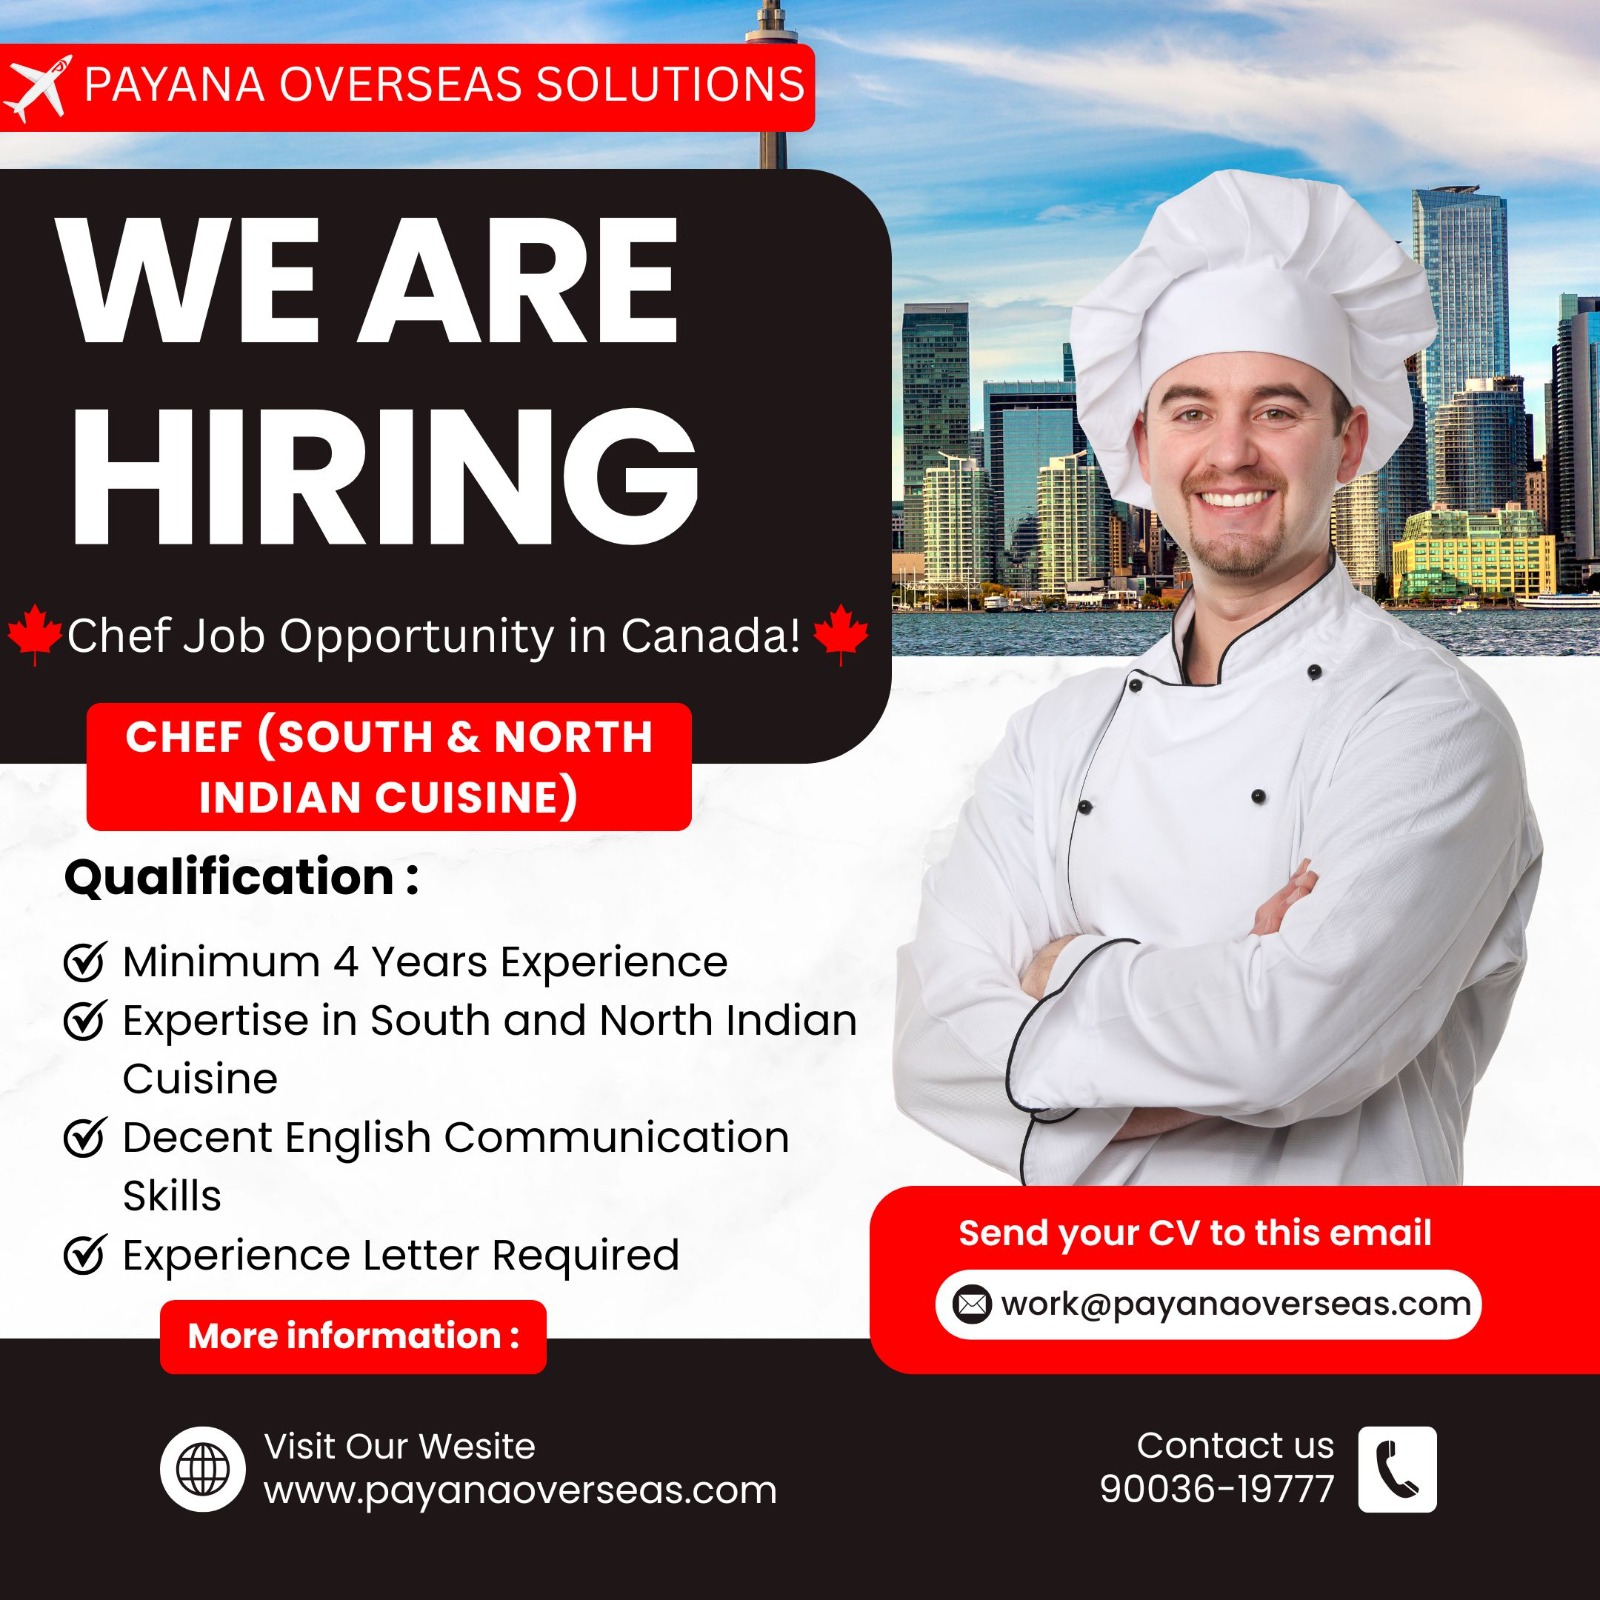 PAYANA OVERSEAS SOLUTIONS
WE ARE
HIRING
Chef Job Opportunity in Canada!
CHEF (SOUTH & NORTH
INDIAN CUISINE)
Qualification :
Minimum 4 Years Experience
Expertise in South and North Indian
Cuisine
Decent English Communication
Skills
Experience Letter Required
Send your CV to this email
work@payanaoverseas.com
More information :
Visit Our Wesite
www.payanaoverseas.com
Contact us
90036-19777